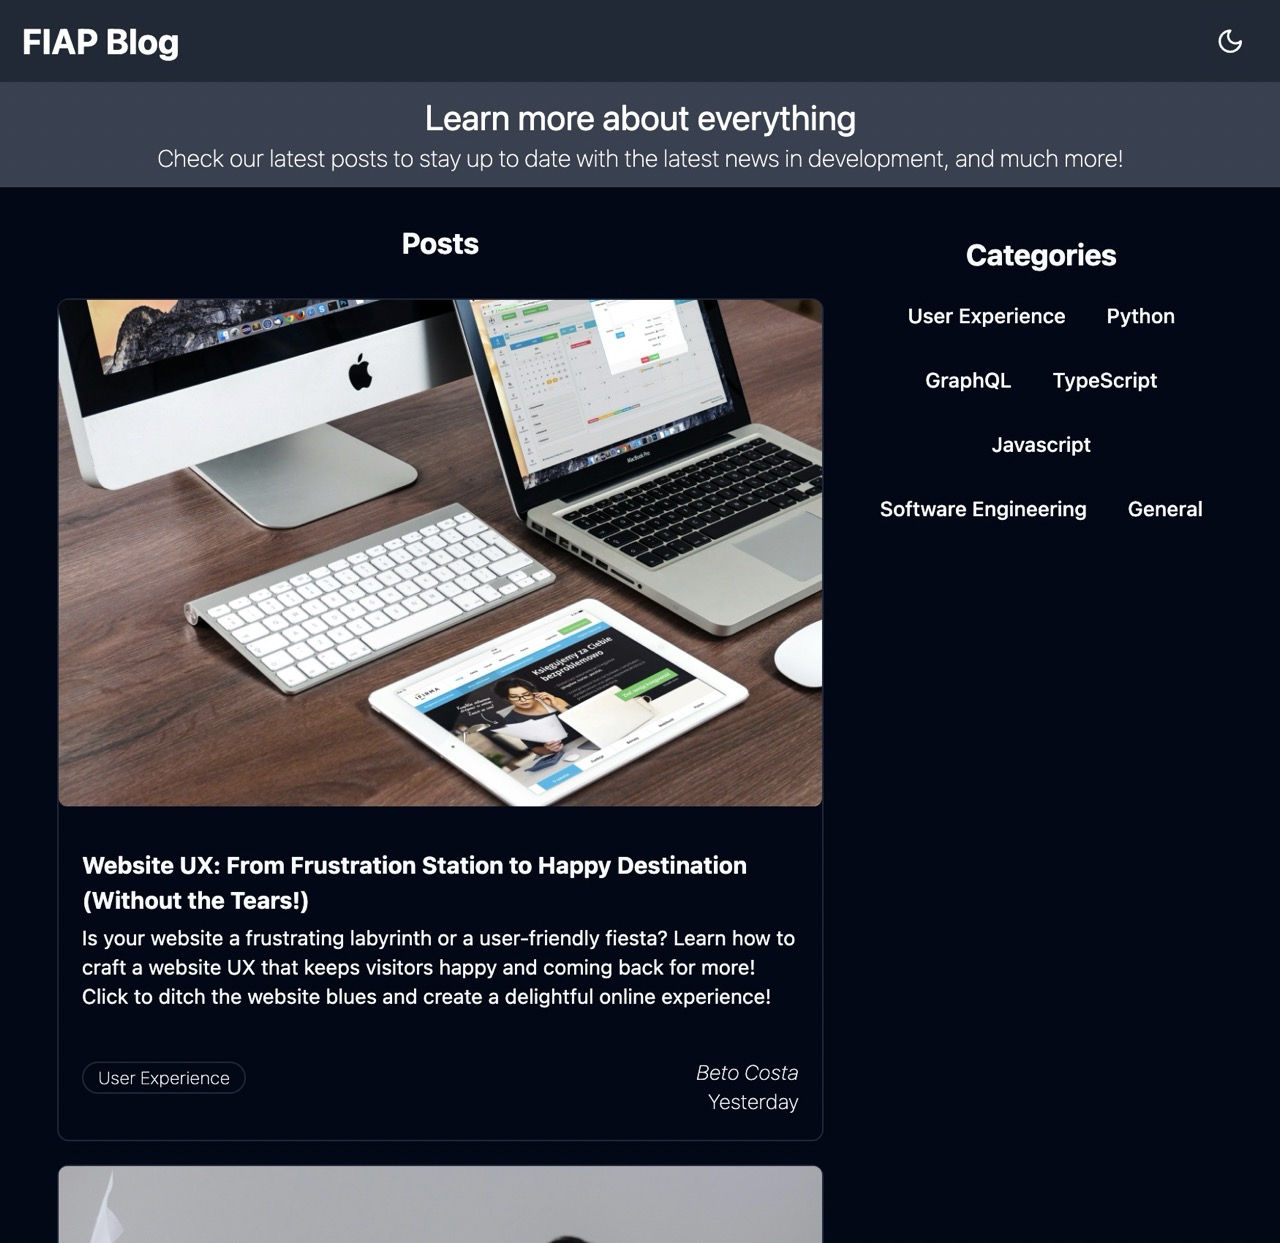 FIAP Blog
Learn more about everything
Check our latest posts to stay up to date with the latest news in development, and much more!
Posts
MacBook Pro
Księgujemy za Ciebie
bezproblemowo
Website UX: From Frustration Station to Happy Destination
(Without the Tears!)
Is your website a frustrating labyrinth or a user-friendly fiesta? Learn how to
craft a website UX that keeps visitors happy and coming back for more!
Click to ditch the website blues and create a delightful online experience!
User Experience
Beto Costa
Yesterday
Categories
User Experience Python
GraphQL TypeScript
Javascript
Software Engineering General